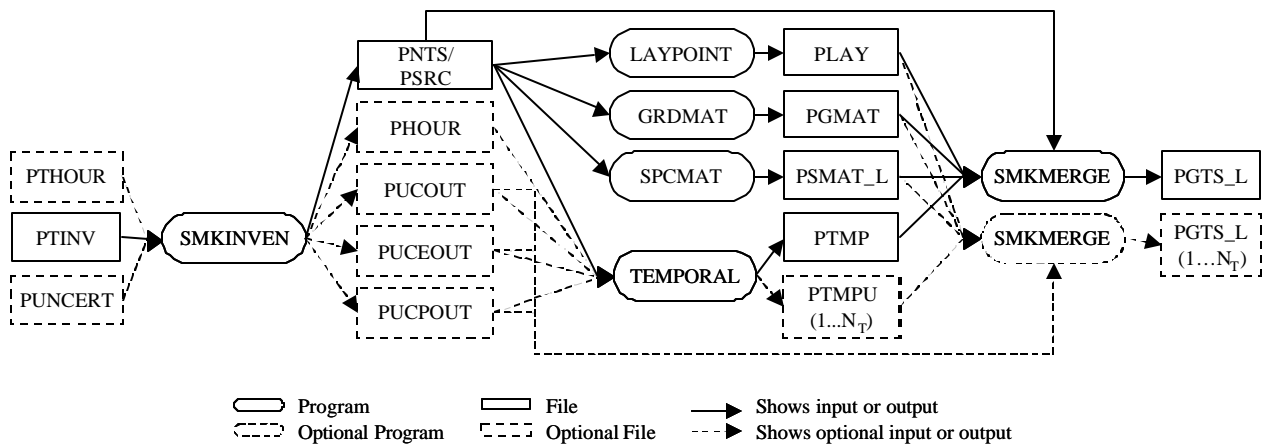 PNTS/
PSRC
LAYPOINT
PLAY
PHOUR
GRDMAT
PGMAT
PTHOUR
PUCOUT
SPCMAT
PSMAT_L
SMKMERGE
PGTS_L
PTINV
SMKINVEN
PUCEOUT
PTMP
SMKMERGE
PGTS_L
(1…N_T)
PUNCERT
PUCPOUT
TEMPORAL
PTMPU
(1...N_T)
Program
File
Shows input or output
Optional Program
Optional File
Shows optional input or output